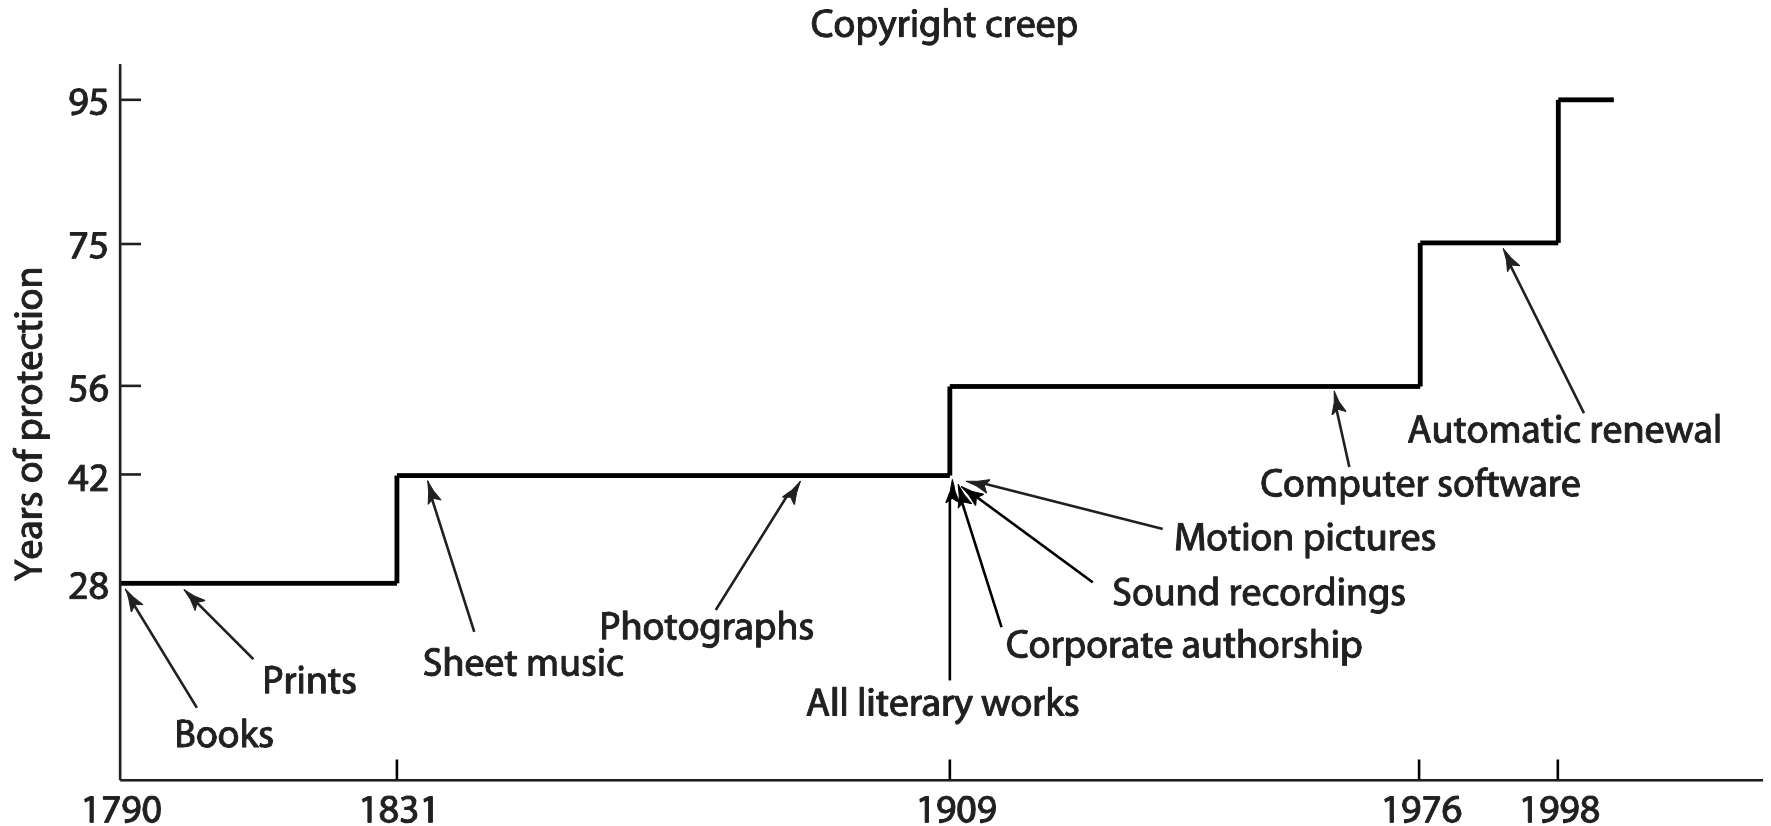 Copyright creep
Years of protection
95
75
56
42
28
Automatic renewal
Computer software
Motion pictures
Sound recordings
Photographs
Corporate authorship
Sheet music
Prints
All literary works
Books
1790 1831 1909 1976 1998